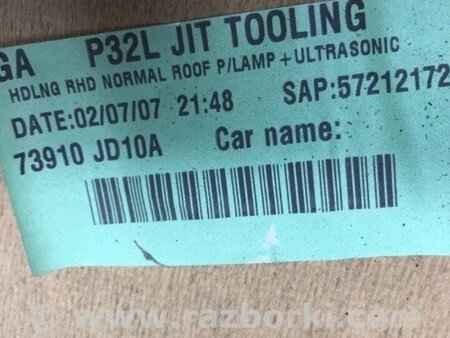 GA P32L JIT TOOLING
HDLNG RHD NORMAL ROOF P/LAMP + ULTRASONIC
DATE:02/07/07 21:48 SAP:57212172
73910 JD10A Car name:
© www.razborki.com